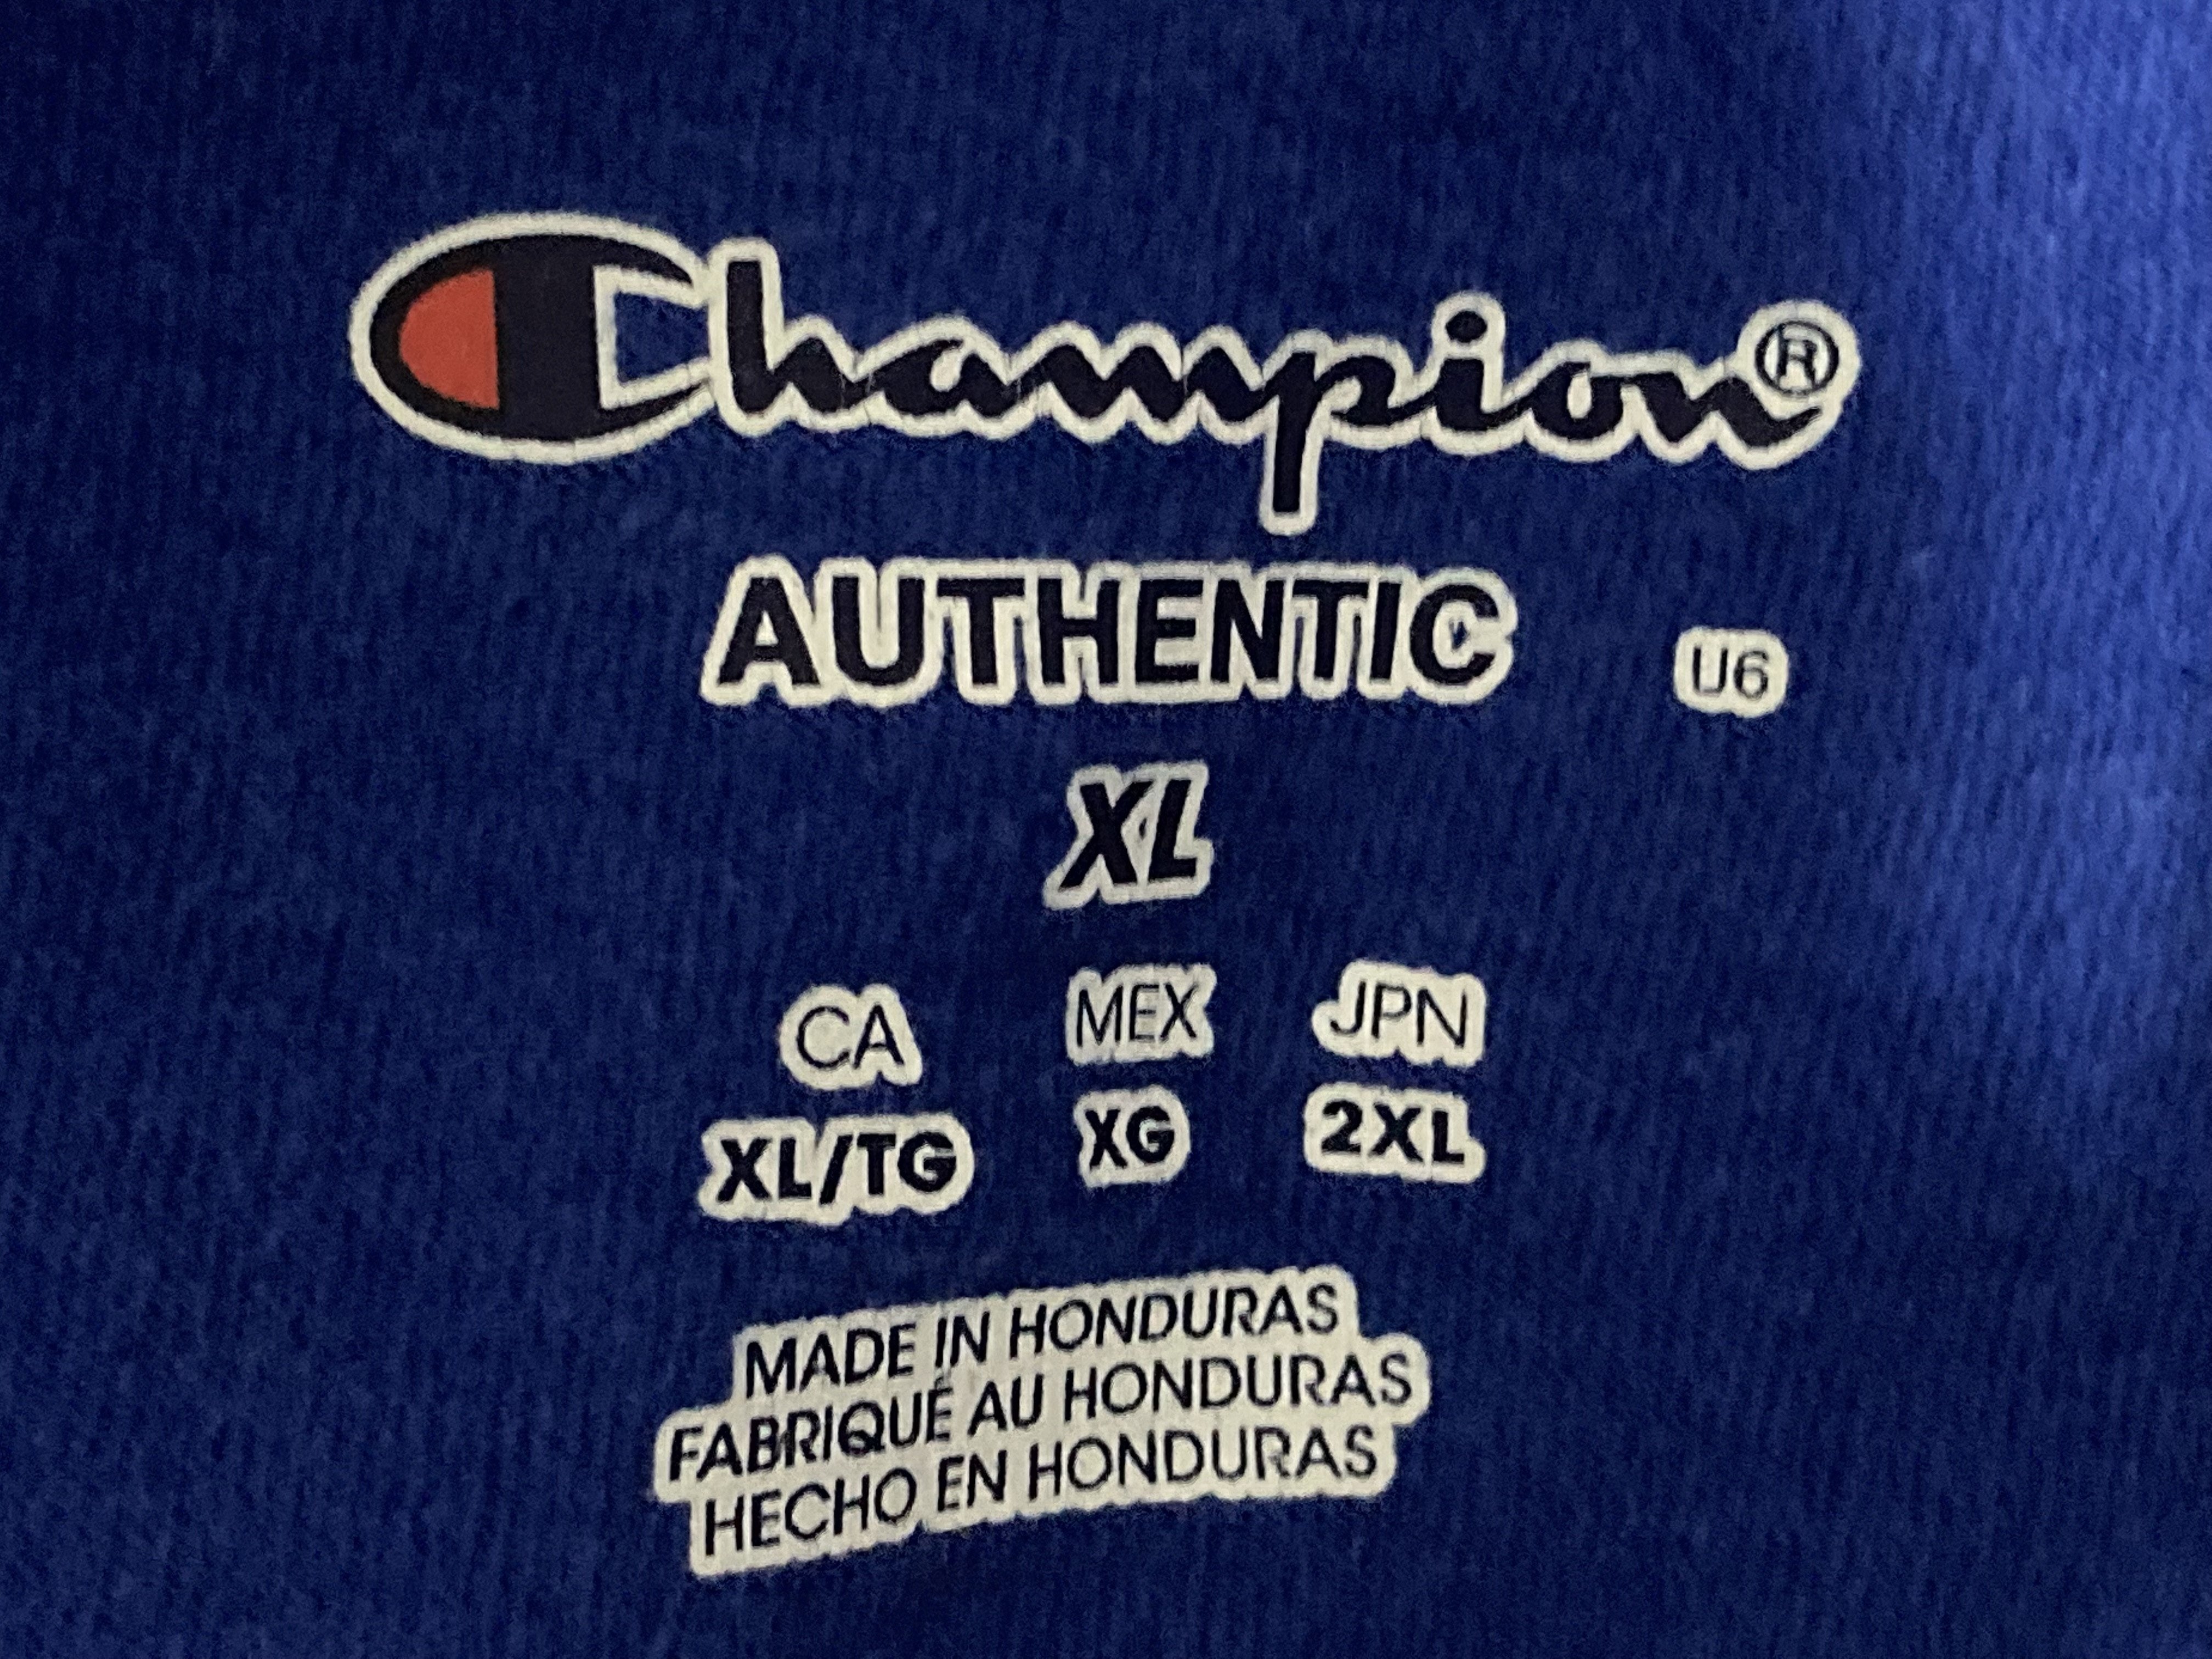 Champion®
AUTHENTIC U6
XL
CA MEX JPN
XL/TG XG 2XL
MADE IN HONDURAS
FABRIQUÉ AU HONDURAS
HECHO EN HONDURAS